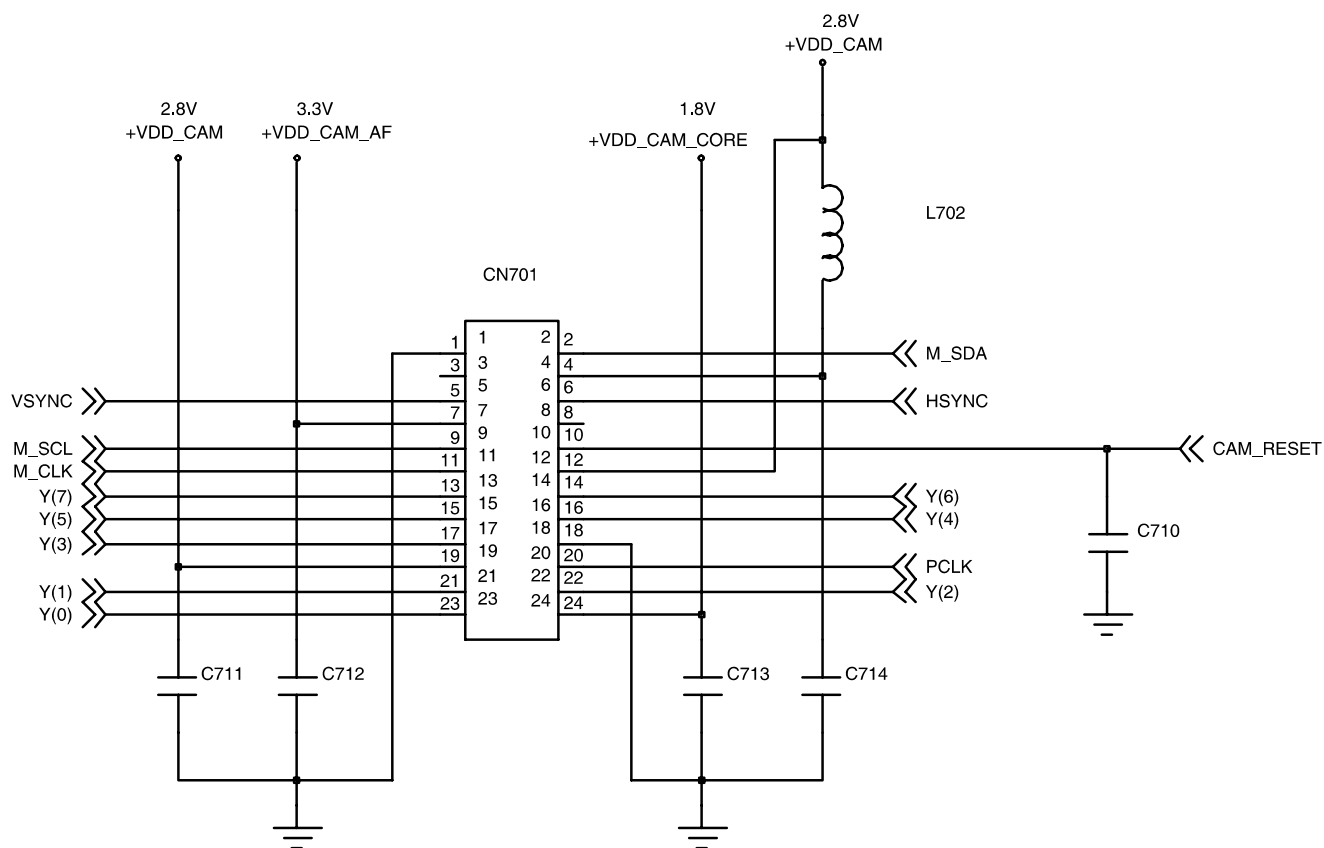 2.8V
+VDD_CAM
2.8V
+VDD_CAM
3.3V
+VDD_CAM_AF
1.8V
+VDD_CAM_CORE
L702
CN701
1 1 2 2
M_SDA
3 3 4 4
VSYNC
5 5 6 6
HSYNC
7 7 8 8
M_SCL
9 9 10 10
CAM_RESET
M_CLK
11 11 12 12
Y(7)
13 13 14 14
Y(6)
Y(5)
15 15 16 16
Y(4)
Y(3)
17 17 18 18
19 19 20 20
PCLK
Y(1)
21 21 22 22
Y(2)
Y(0)
23 23 24 24
C710
C711
C712
C713
C714